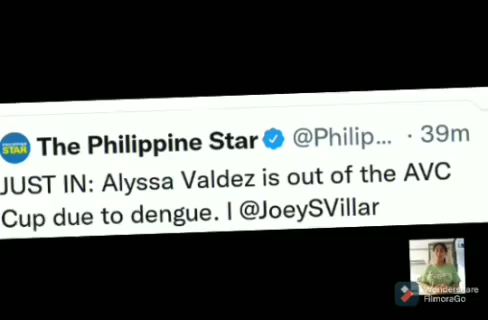 The Philippine Star @Philip... · 39m
JUST IN: Alyssa Valdez is out of the AVC
Cup due to dengue. | @JoeySVillar
PHILIPPINE
STAR
Wondershare
FilmoraGo